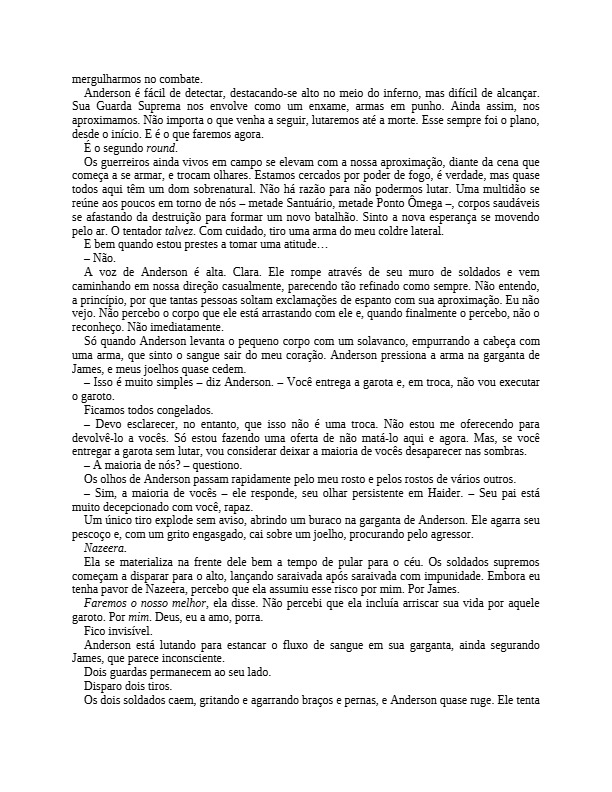 mergulharmos no combate.
Anderson é fácil de detectar, destacando-se alto no meio do inferno, mas difícil de alcançar.
Sua Guarda Suprema nos envolve como um enxame, armas em punho. Ainda assim, nos
aproximamos. Não importa o que venha a seguir, lutaremos até a morte. Esse sempre foi o plano,
desde o início. E é o que faremos agora.
É o segundo round.
Os guerreiros ainda vivos em campo se elevam com a nossa aproximação, diante da cena que
começa a se armar, e trocam olhares. Estamos cercados por poder de fogo, é verdade, mas quase
todos aqui têm um dom sobrenatural. Não há razão para não podermos lutar. Uma multidão se
reúne aos poucos em torno de nós – metade Santuário, metade Ponto Ômega –, corpos saudáveis
se afastando da destruição para formar um novo batalhão. Sinto a nova esperança se movendo
pelo ar. O tentador talvez. Com cuidado, tiro uma arma do meu coldre lateral.
E bem quando estou prestes a tomar uma atitude…
– Não.
A voz de Anderson é alta. Clara. Ele rompe através de seu muro de soldados e vem
caminhando em nossa direção casualmente, parecendo tão refinado como sempre. Não entendo,
a princípio, por que tantas pessoas soltam exclamações de espanto com sua aproximação. Eu não
vejo. Não percebo o corpo que ele está arrastando com ele e, quando finalmente o percebo, não o
reconheço. Não imediatamente.
Só quando Anderson levanta o pequeno corpo com um solavanco, empurrando a cabeça com
uma arma, que sinto o sangue sair do meu coração. Anderson pressiona a arma na garganta de
James, e meus joelhos quase cedem.
– Isso é muito simples – diz Anderson. – Você entrega a garota e, em troca, não vou executar
o garoto.
Ficamos todos congelados.
– Devo esclarecer, no entanto, que isso não é uma troca. Não estou me oferecendo para
devolvê-lo a vocês. Só estou fazendo uma oferta de não matá-lo aqui e agora. Mas, se você
entregar a garota sem lutar, vou considerar deixar a maioria de vocês desaparecer nas sombras.
– A maioria de nós? – questiono.
Os olhos de Anderson passam rapidamente pelo meu rosto e pelos rostos de vários outros.
– Sim, a maioria de vocês – ele responde, seu olhar persistente em Haider. – Seu pai está
muito decepcionado com você, rapaz.
Um único tiro explode sem aviso, abrindo um buraco na garganta de Anderson. Ele agarra seu
pescoço e, com um grito engasgado, cai sobre um joelho, procurando pelo agressor.
Nazeera.
Ela se materializa na frente dele bem a tempo de pular para o céu. Os soldados supremos
começam a disparar para o alto, lançando saraivada após saraivada com impunidade. Embora eu
tenha pavor de Nazeera, percebo que ela assumiu esse risco por mim. Por James.
Faremos o nosso melhor, ela disse. Não percebi que ela incluía arriscar sua vida por aquele
garoto. Por mim. Deus, eu a amo, porra.
Fico invisível.
Anderson está lutando para estancar o fluxo de sangue em sua garganta, ainda segurando
James, que parece inconsciente.
Dois guardas permanecem ao seu lado.
Disparo dois tiros.
Os dois soldados caem, gritando e agarrando braços e pernas, e Anderson quase ruge. Ele tenta